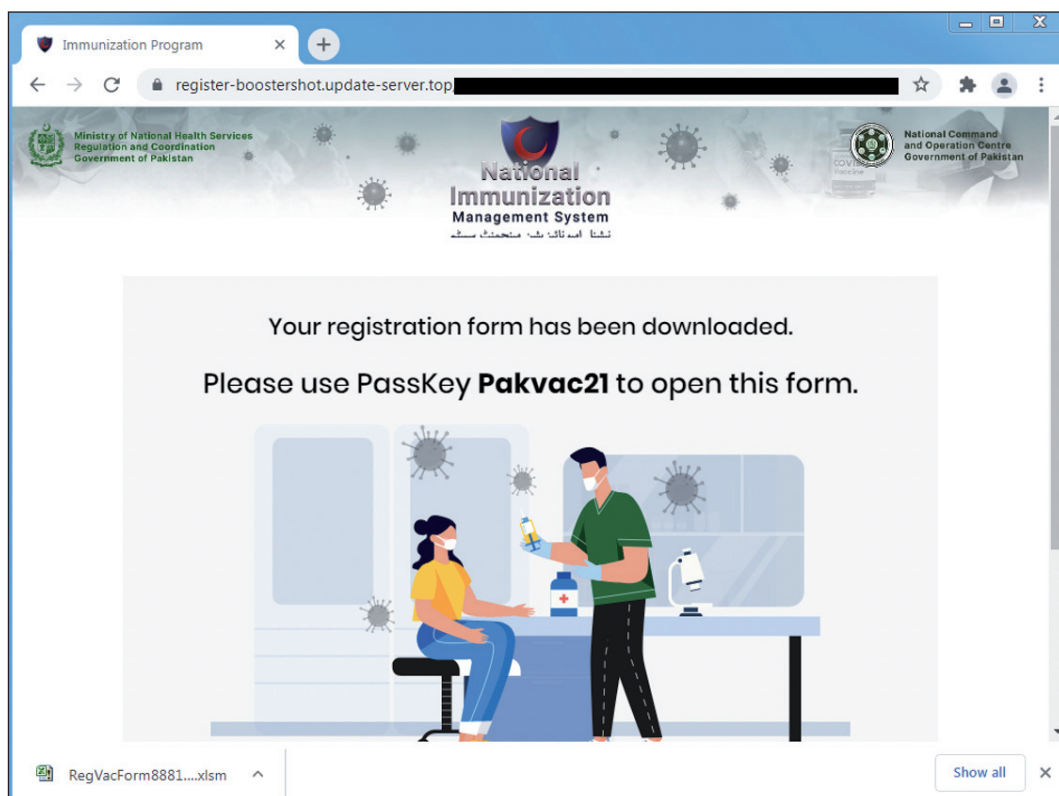 Immunization Program
register-boostershot.update-server.top
Ministry of National Health Services
Regulation and Coordination
Government of Pakistan
National
Immunization
Management System
National Command
and Operation Centre
Government of Pakistan
COVID
Vaccine
Your registration form has been downloaded.
Please use PassKey Pakvac21 to open this form.
RegVacForm8881....xlsm
Show all